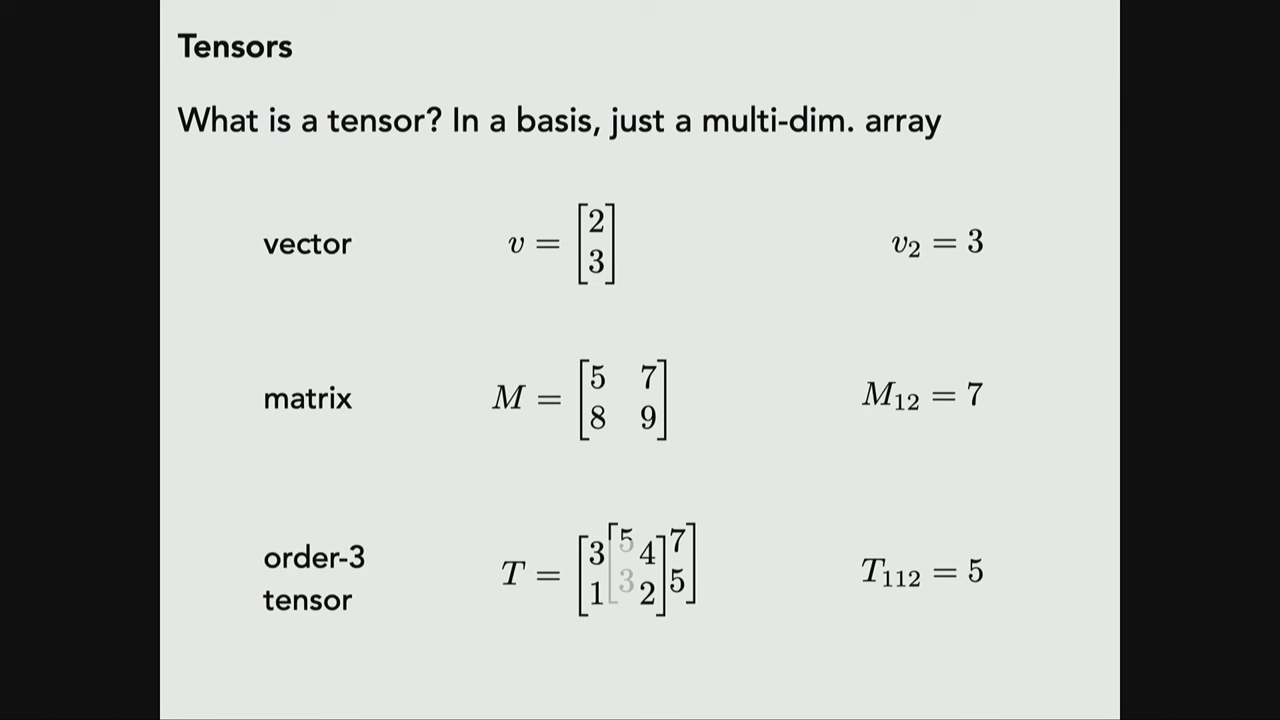 Tensors
What is a tensor? In a basis, just a multi-dim. array
vector v = [2 3] v₂ = 3
matrix M = [5 7 8 9] M₁₂ = 7
order-3 tensor T = [3 4 1 2] [5 7 3 5] T₁₁₂ = 5